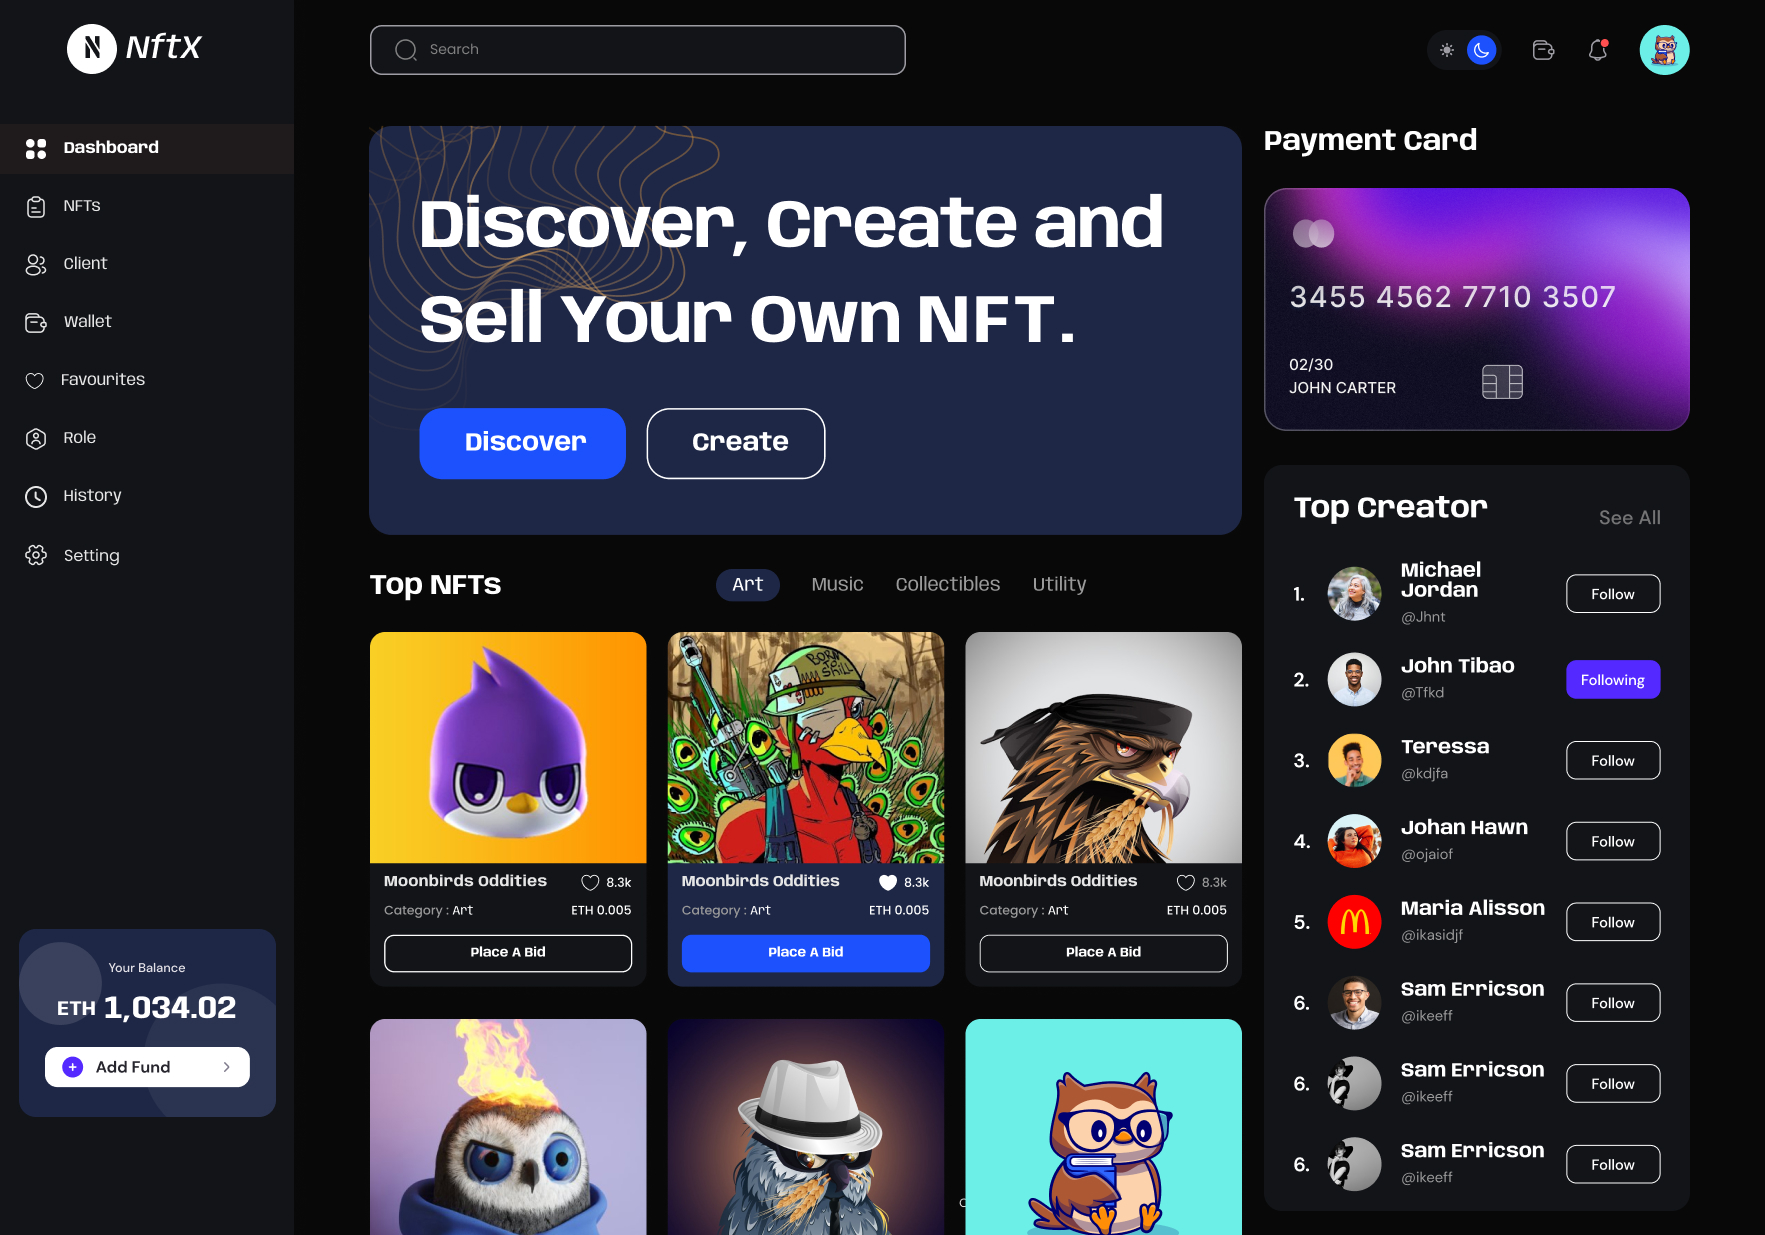 N NftX
Search
Dashboard
NFTs
Client
Wallet
Favourites
Role
History
Setting
Your Balance
ETH 1,034.02
Add Fund
Discover, Create and
Sell Your Own NFT.
Discover
Create
Top NFTs
Art
Music
Collectibles
Utility
BORN
TO
SKILL
Moonbirds Oddities
8.3k
Category : Art
ETH 0.005
Place A Bid
Moonbirds Oddities
8.3k
Category : Art
ETH 0.005
Place A Bid
Moonbirds Oddities
8.3k
Category : Art
ETH 0.005
Place A Bid
Payment Card
3455 4562 7710 3507
02/30
JOHN CARTER
Top Creator
See All
1.
Michael
Jordan
@Jhnt
Follow
2.
John Tibao
@Tfkd
Following
3.
Teressa
@kdjfa
Follow
4.
Johan Hawn
@ojaiof
Follow
5.
Maria Alisson
@ikasidjf
Follow
6.
Sam Erricson
@ikeeff
Follow
6.
Sam Erricson
@ikeeff
Follow
6.
Sam Erricson
@ikeeff
Follow